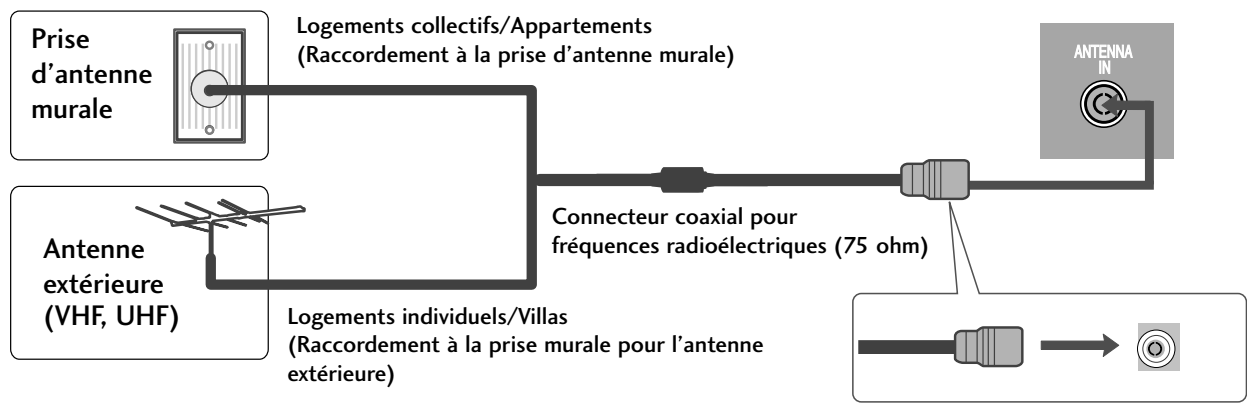 Prise
d'antenne
murale
Logements collectifs/Appartements
(Raccordement à la prise d'antenne murale)
ANTENNA
IN
Antenne
extérieure
(VHF, UHF)
Connecteur coaxial pour
fréquences radioélectriques (75 ohm)
Logements individuels/Villas
(Raccordement à la prise murale pour l'antenne
extérieure)